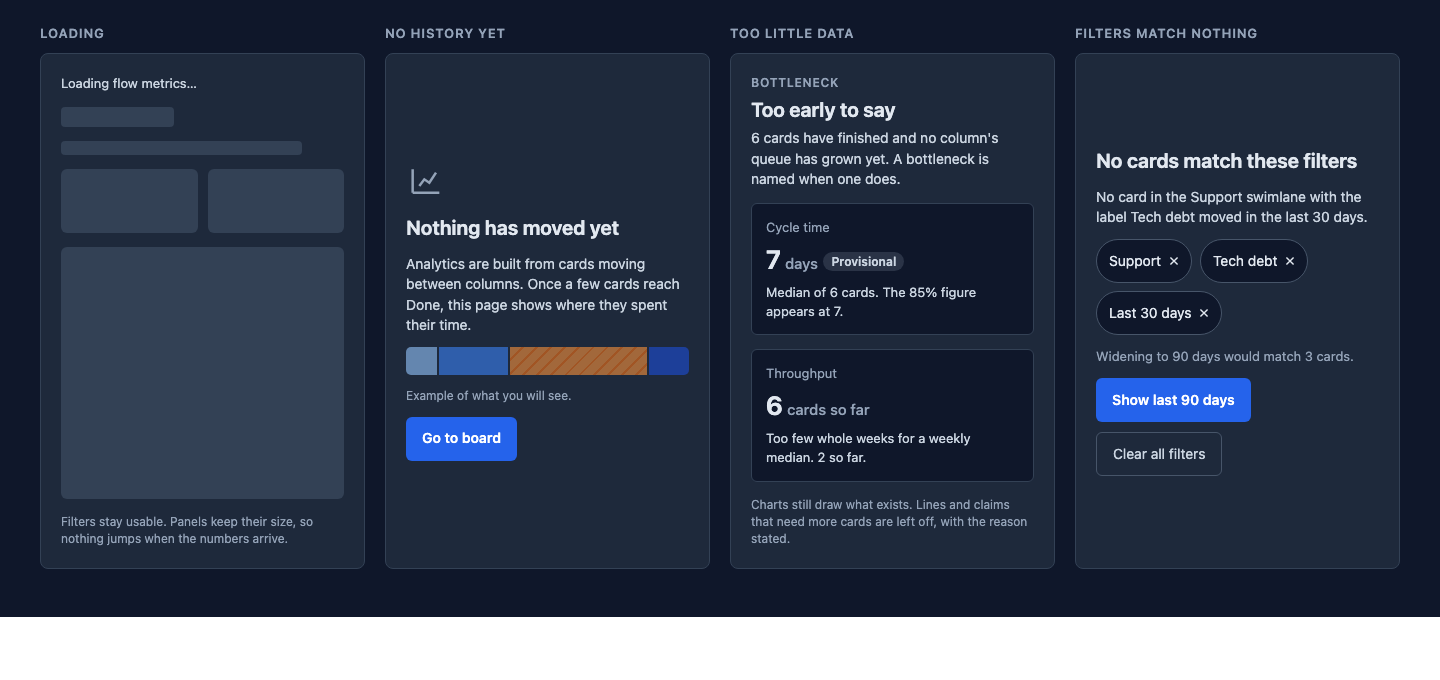 LOADING
Loading flow metrics...
Filters stay usable. Panels keep their size, so
nothing jumps when the numbers arrive.
NO HISTORY YET
Nothing has moved yet
Analytics are built from cards moving
between columns. Once a few cards reach
Done, this page shows where they spent
their time.
Example of what you will see.
Go to board
TOO LITTLE DATA
BOTTLENECK
Too early to say
6 cards have finished and no column's
queue has grown yet. A bottleneck is
named when one does.
Cycle time
7 days Provisional
Median of 6 cards. The 85% figure
appears at 7.
Throughput
6 cards so far
Too few whole weeks for a weekly
median. 2 so far.
Charts still draw what exists. Lines and claims
that need more cards are left off, with the reason
stated.
FILTERS MATCH NOTHING
No cards match these filters
No card in the Support swimlane with the
label Tech debt moved in the last 30 days.
Support ✕ Tech debt ✕
Last 30 days ✕
Widening to 90 days would match 3 cards.
Show last 90 days
Clear all filters